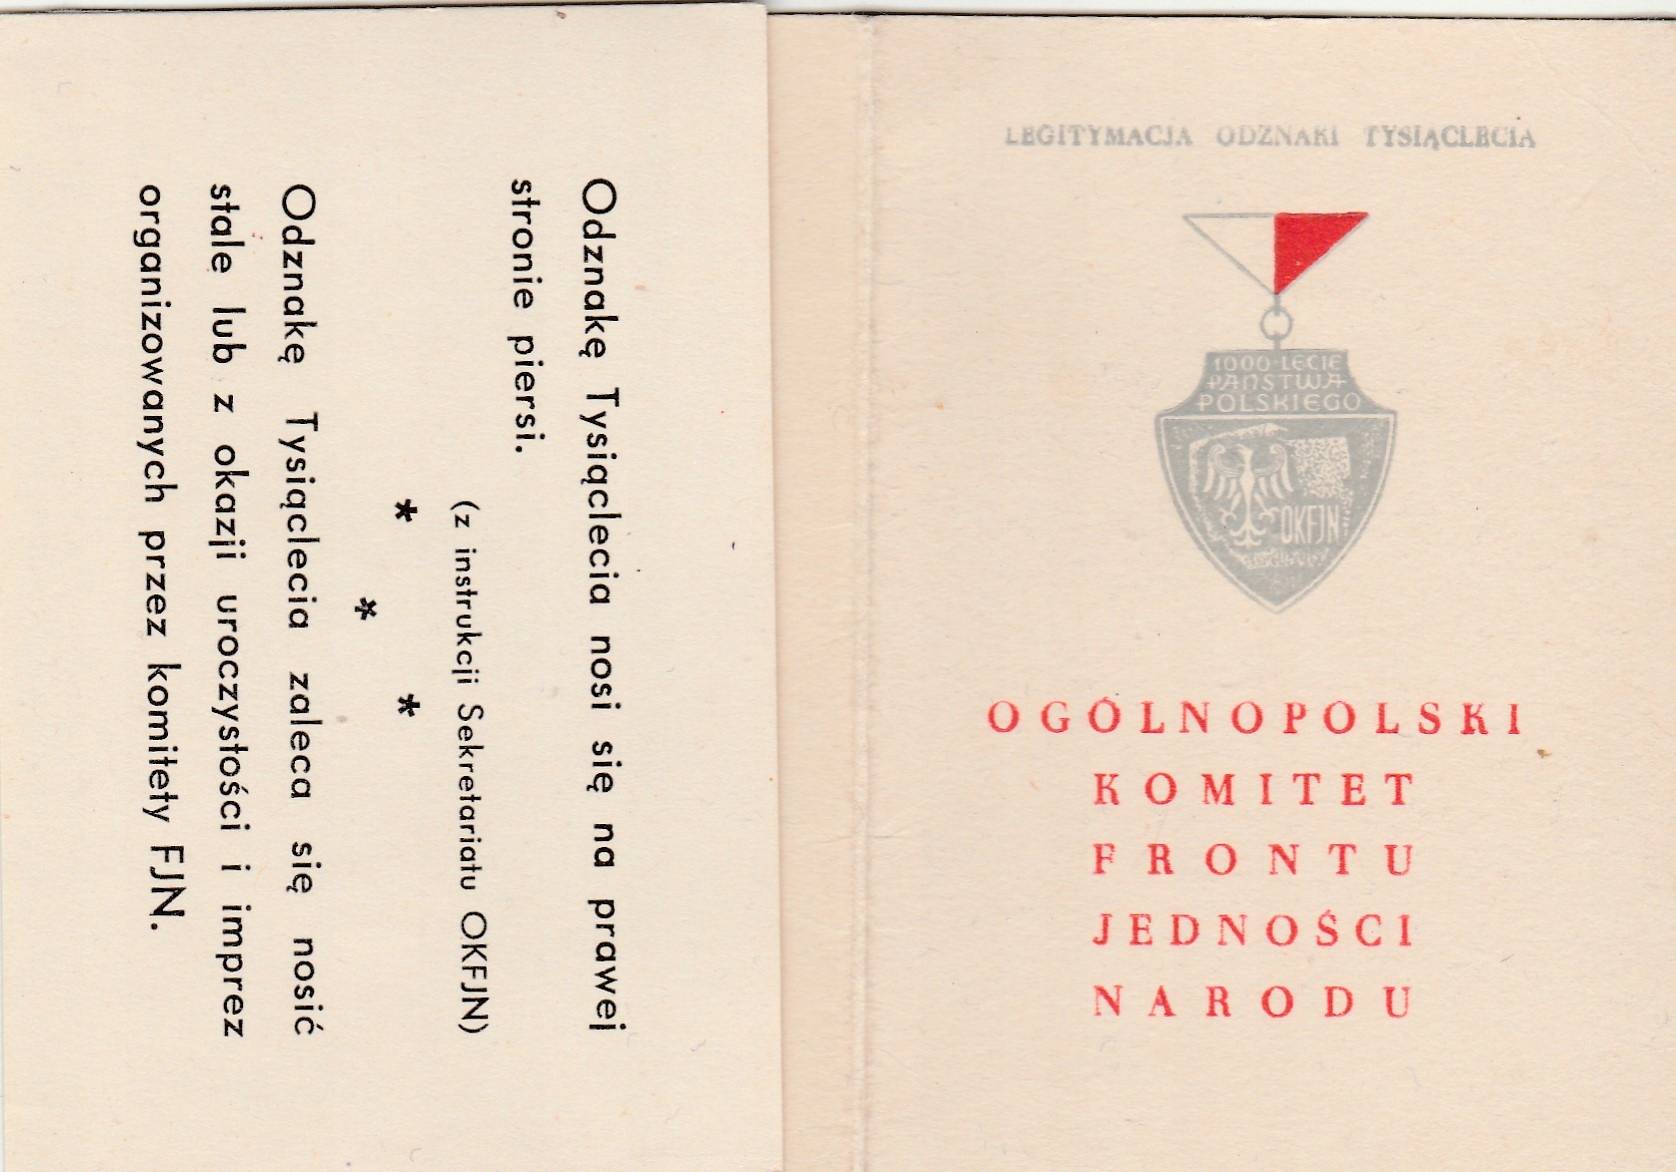 Odznakę Tysiąclecia nosi się na prawej
stronie piersi.
(z instrukcji Sekretariatu OKFJN)
* * *
Odznakę Tysiąclecia zaleca się nosić
stale lub z okazji uroczystości i imprez
organizowanych przez komitety FJN.
LEGITYMACJA ODZNAKI TYSIĄCLECIA
1000-LECIE
PAŃSTWA
POLSKIEGO
OKFJN
OGÓLNOPOLSKI
KOMITET
FRONTU
JEDNOŚCI
NARODU